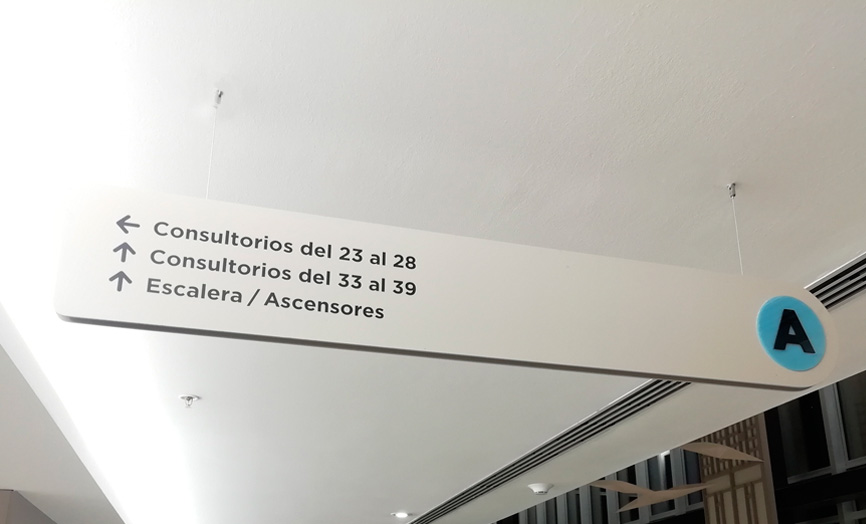 ← Consultorios del 23 al 28
↑ Consultorios del 33 al 39
↑ Escalera / Ascensores
A